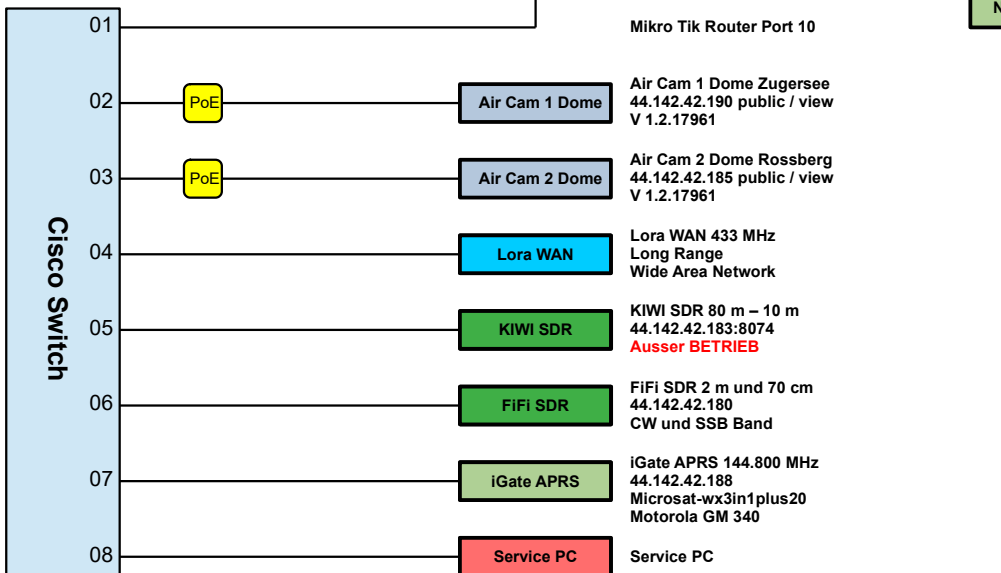 01
Mikro Tik Router Port 10
N
02
PoE
Air Cam 1 Dome
Air Cam 1 Dome Zugersee
44.142.42.190 public / view
V 1.2.17961
03
PoE
Air Cam 2 Dome
Air Cam 2 Dome Rossberg
44.142.42.185 public / view
V 1.2.17961
Cisco Switch
04
Lora WAN
Lora WAN 433 MHz
Long Range
Wide Area Network
05
KIWI SDR
KIWI SDR 80 m – 10 m
44.142.42.183:8074
Ausser BETRIEB
06
FiFi SDR
FiFi SDR 2 m und 70 cm
44.142.42.180
CW und SSB Band
07
iGate APRS
iGate APRS 144.800 MHz
44.142.42.188
Microsat-wx3in1plus20
Motorola GM 340
08
Service PC
Service PC